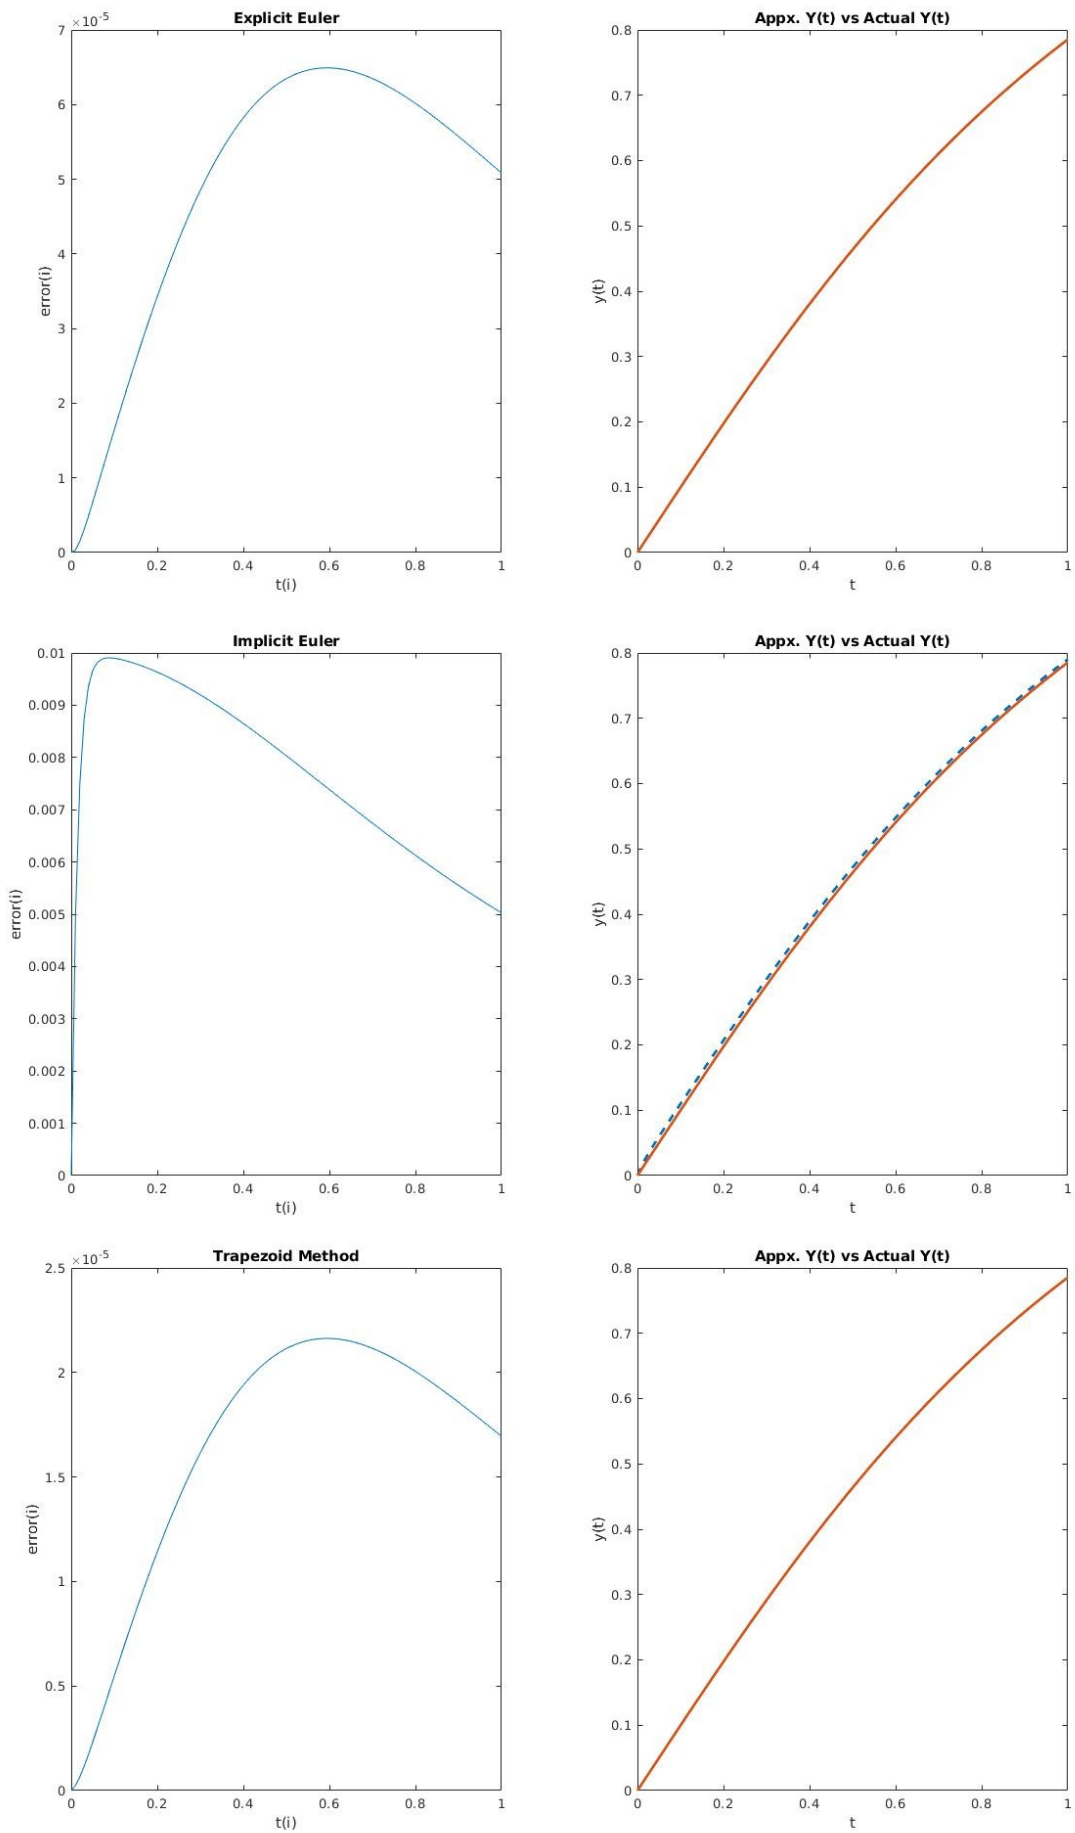 Explicit Euler
×10⁻⁵
7
6
5
4
3
2
1
0
error(i)
0 0.2 0.4 0.6 0.8 1
t(i)
Appx. Y(t) vs Actual Y(t)
0.8
0.7
0.6
0.5
0.4
0.3
0.2
0.1
0
y(t)
0 0.2 0.4 0.6 0.8 1
t
Implicit Euler
0.01
0.009
0.008
0.007
0.006
0.005
0.004
0.003
0.002
0.001
0
error(i)
0 0.2 0.4 0.6 0.8 1
t(i)
Appx. Y(t) vs Actual Y(t)
0.8
0.7
0.6
0.5
0.4
0.3
0.2
0.1
0
y(t)
0 0.2 0.4 0.6 0.8 1
t
Trapezoid Method
×10⁻⁵
2.5
2
1.5
1
0.5
0
error(i)
0 0.2 0.4 0.6 0.8 1
t(i)
Appx. Y(t) vs Actual Y(t)
0.8
0.7
0.6
0.5
0.4
0.3
0.2
0.1
0
y(t)
0 0.2 0.4 0.6 0.8 1
t